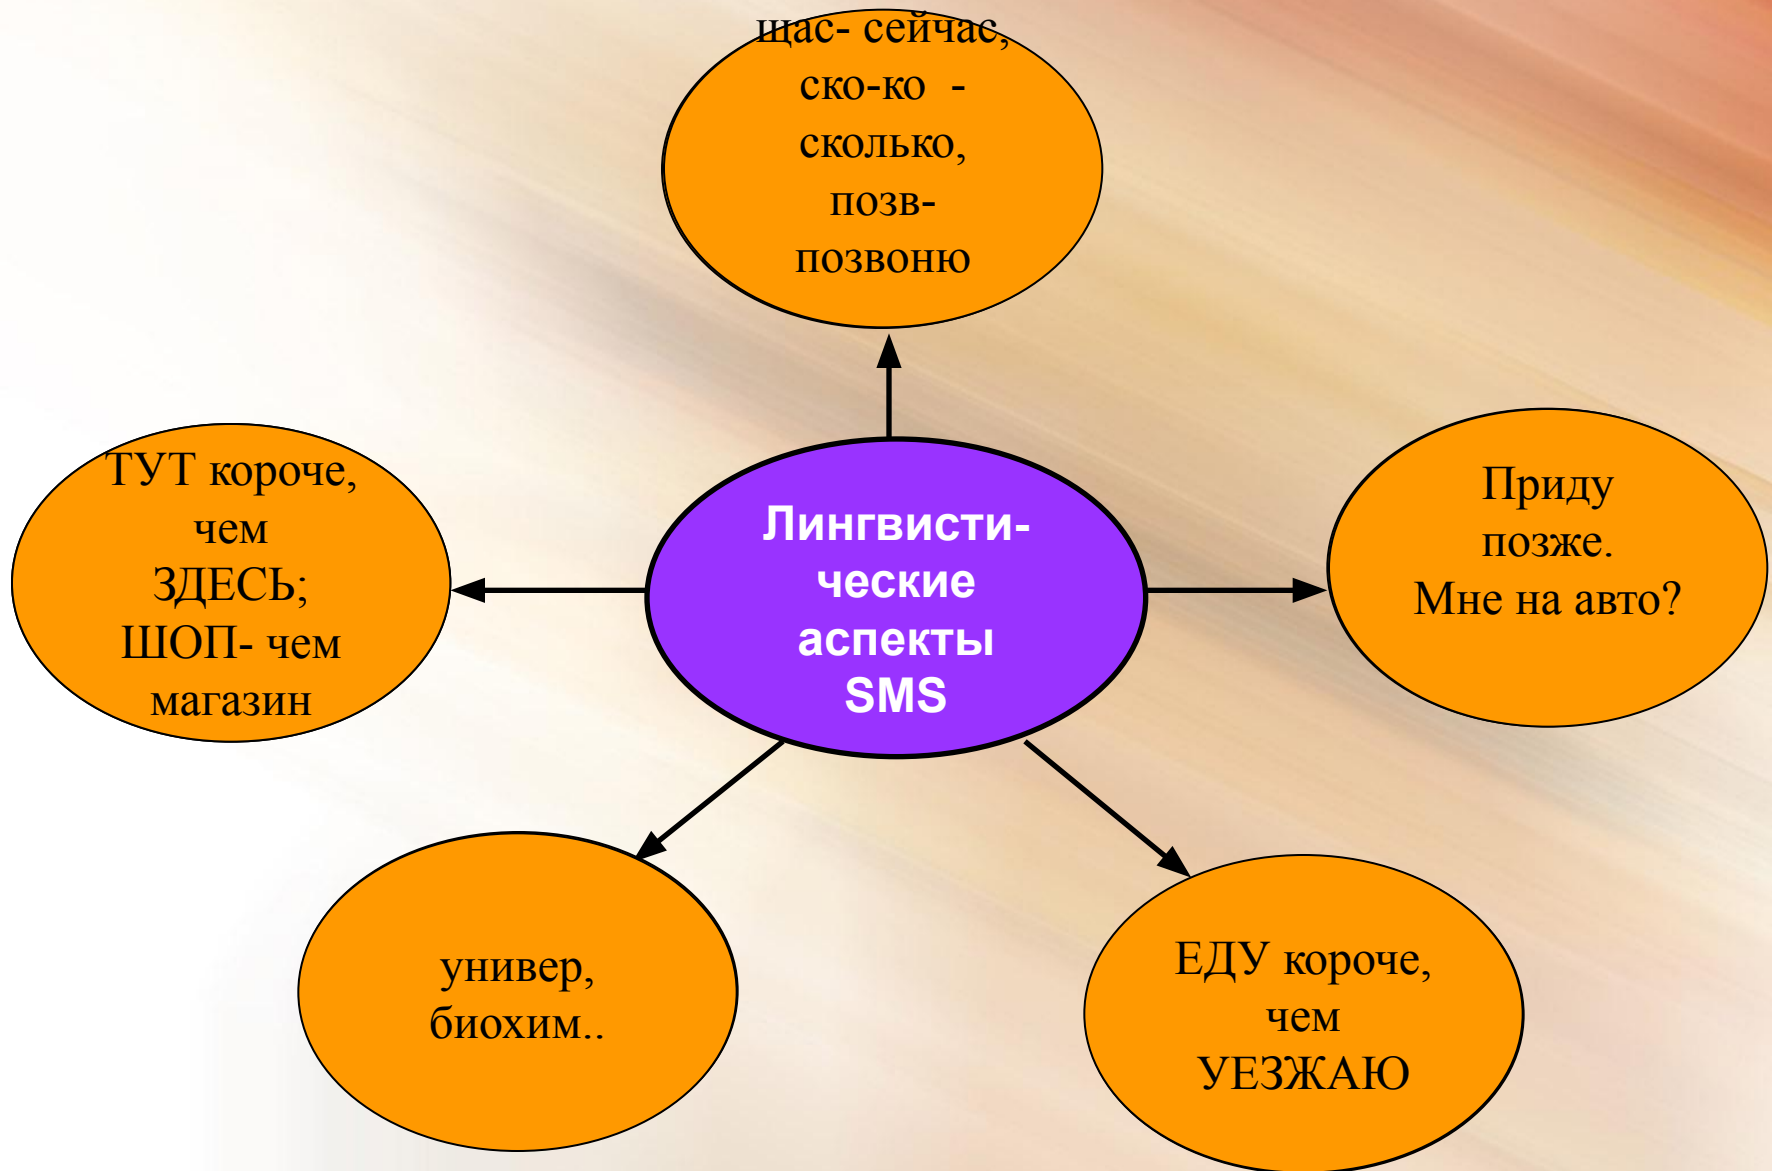 щас- сейчас,
ско-ко -
сколько,
позв-
позвоню
ТУТ короче,
чем
ЗДЕСЬ;
ШОП- чем
магазин
Лингвисти-
ческие
аспекты
SMS
Приду
позже.
Мне на авто?
универ,
биохим..
ЕДУ короче,
чем
УЕЗЖАЮ